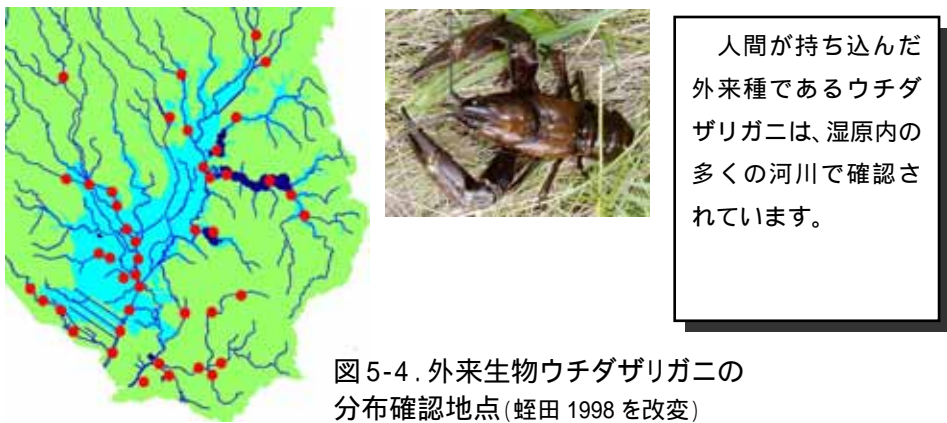 人間が持ち込んだ
外来種であるウチダ
ザリガニは、湿原内の
多くの河川で確認さ
れています。
図 5-4 . 外来生物ウチダザリガニの
分布確認地点(蛭田 1998 を改変)